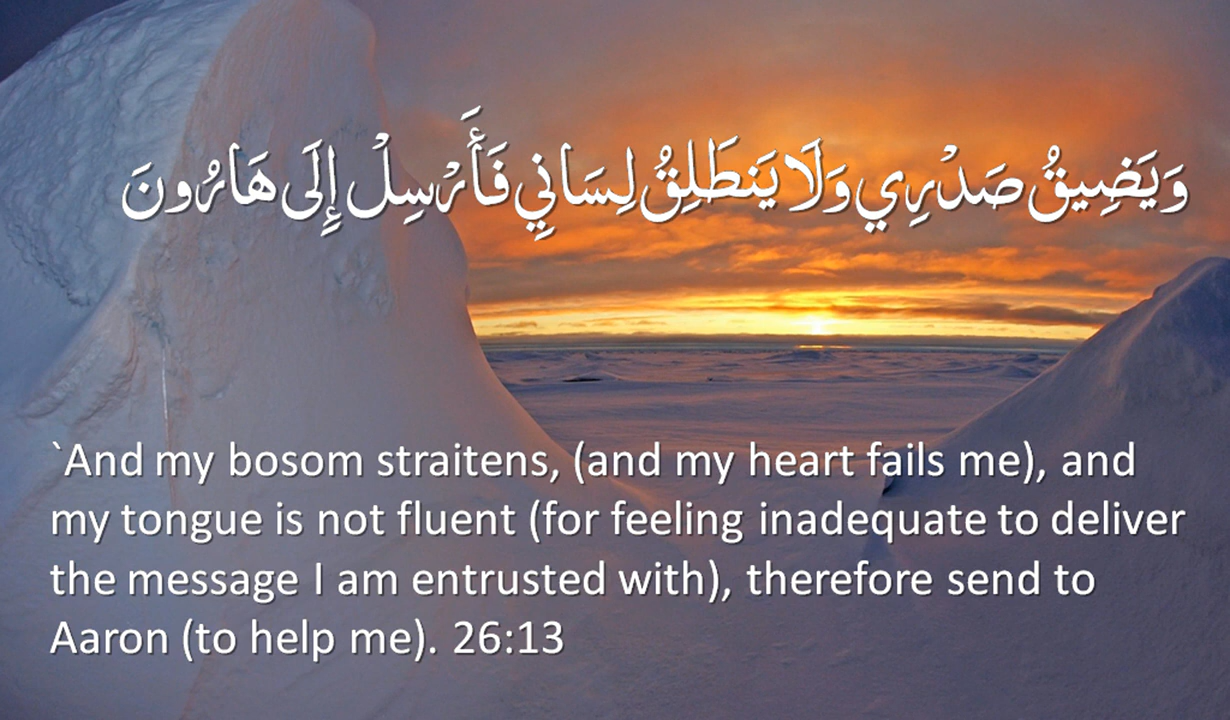 وَيَضِيقُ صَدْرِي وَلَا يَنطَلِقُ لِسَانِي فَأَرْسِلْ إِلَى هَارُونَ
`And my bosom straitens, (and my heart fails me), and
my tongue is not fluent (for feeling inadequate to deliver
the message I am entrusted with), therefore send to
Aaron (to help me). 26:13